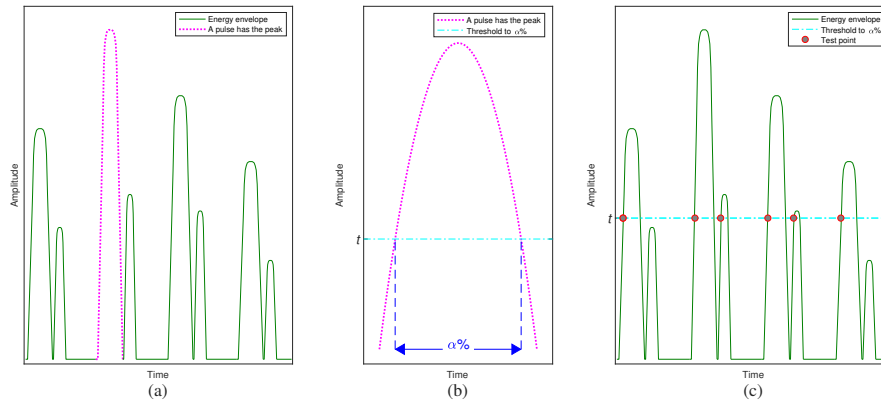 Energy envelope
A pulse has the peak
Amplitude
Time
(a)
A pulse has the peak
Threshold to α%
Amplitude
t
α%
Time
(b)
Energy envelope
Threshold to α%
Test point
Amplitude
t
Time
(c)